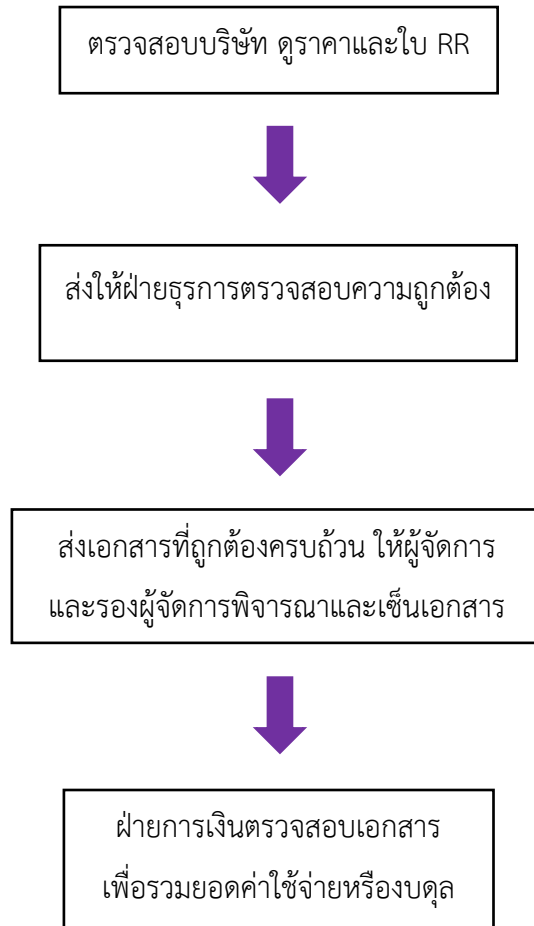 ตรวจสอบบริษัท ดูราคาและใบ RR
ส่งให้ฝ่ายธุรการตรวจสอบความถูกต้อง
ส่งเอกสารที่ถูกต้องครบถ้วน ให้ผู้จัดการ
และรองผู้จัดการพิจารณาและเซ็นเอกสาร
ฝ่ายการเงินตรวจสอบเอกสาร
เพื่อรวมยอดค่าใช้จ่ายหรืองบดุล